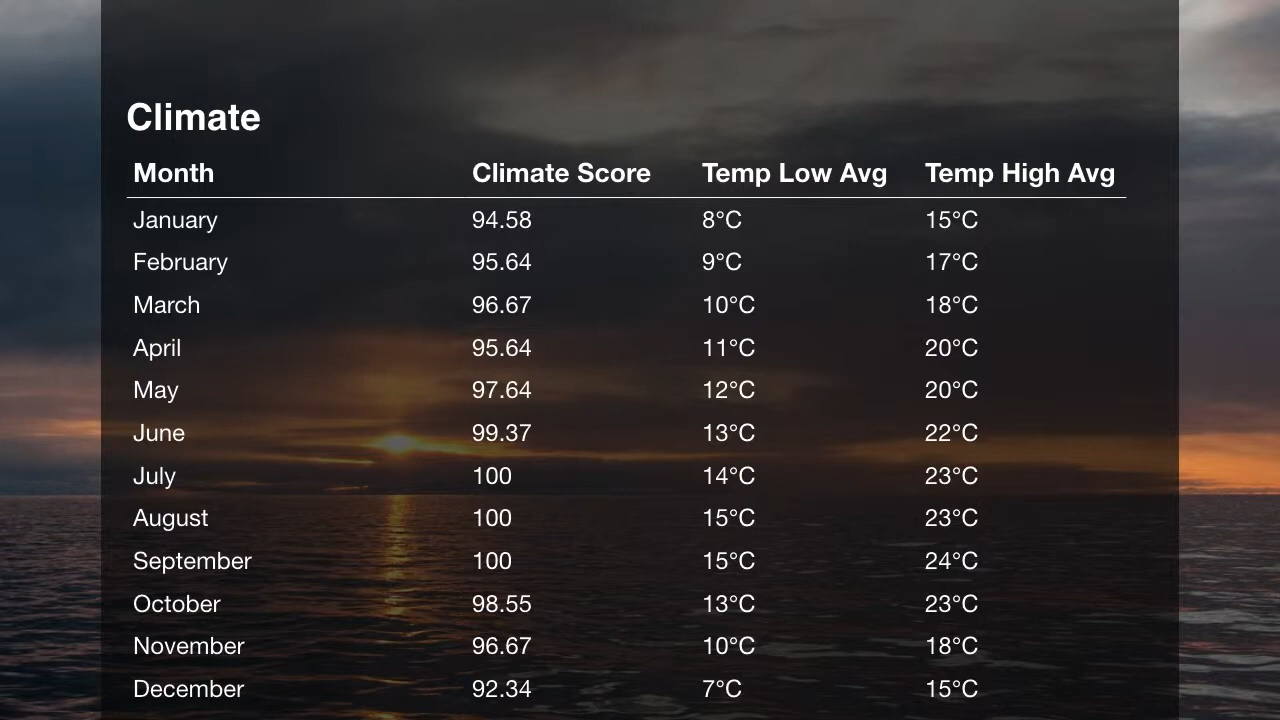 Climate
Month Climate Score Temp Low Avg Temp High Avg
January 94.58 8°C 15°C
February 95.64 9°C 17°C
March 96.67 10°C 18°C
April 95.64 11°C 20°C
May 97.64 12°C 20°C
June 99.37 13°C 22°C
July 100 14°C 23°C
August 100 15°C 23°C
September 100 15°C 24°C
October 98.55 13°C 23°C
November 96.67 10°C 18°C
December 92.34 7°C 15°C